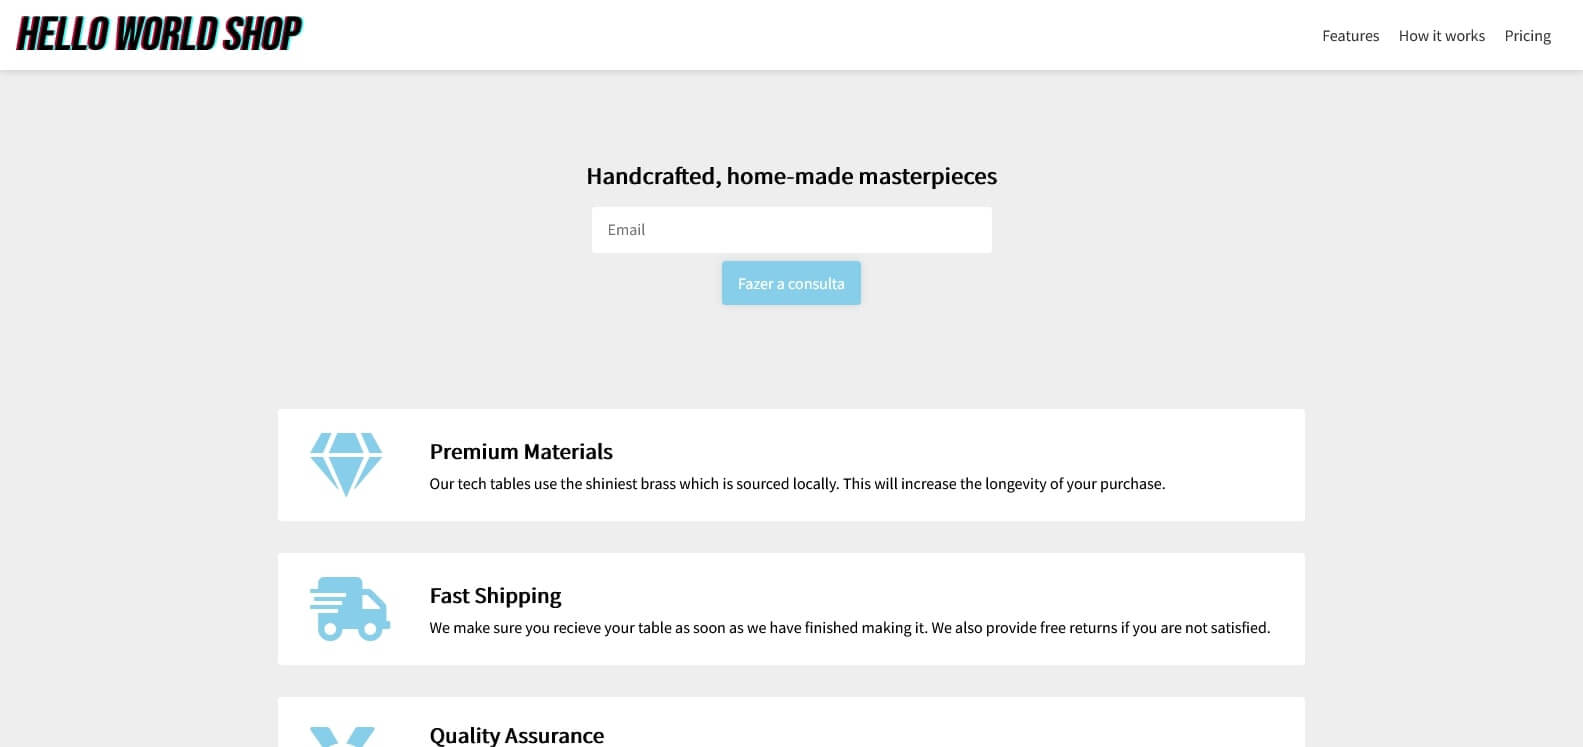 HELLO WORLD SHOP
Features How it works Pricing
Handcrafted, home-made masterpieces
Email
Fazer a consulta
Premium Materials
Our tech tables use the shiniest brass which is sourced locally. This will increase the longevity of your purchase.
Fast Shipping
We make sure you recieve your table as soon as we have finished making it. We also provide free returns if you are not satisfied.
Quality Assurance